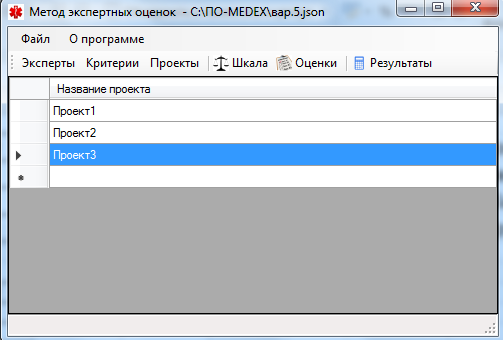 Метод экспертных оценок - C:\ПО-MEDEX\вар.5.json
Файл О программе
Эксперты Критерии Проекты Шкала Оценки Результаты
Название проекта
Проект1
Проект2
Проект3